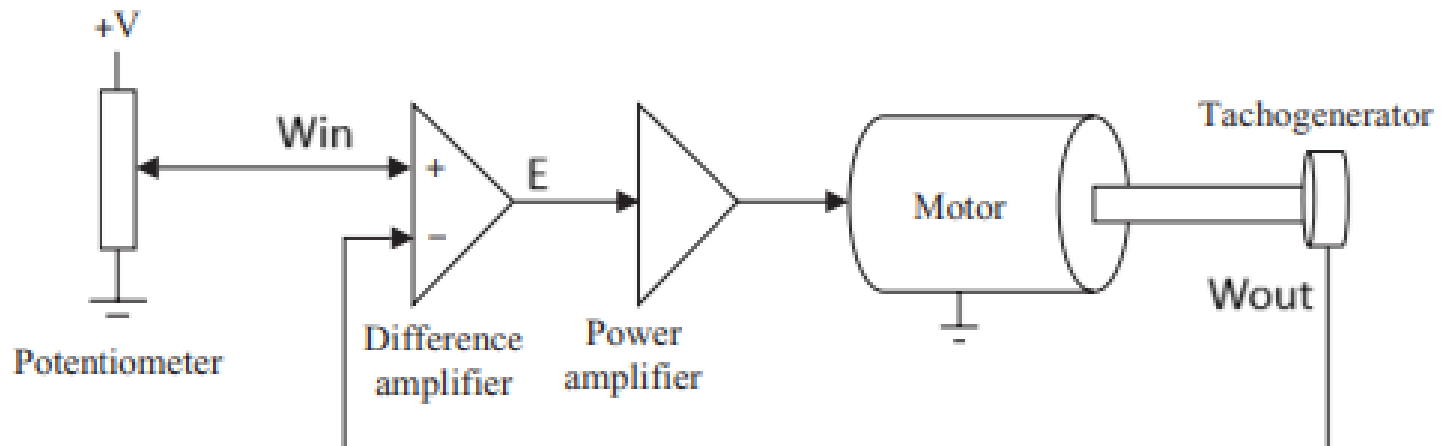 +V
Win
+
E
−
Motor
Tachogenerator
Wout
Potentiometer
Difference
amplifier
Power
amplifier